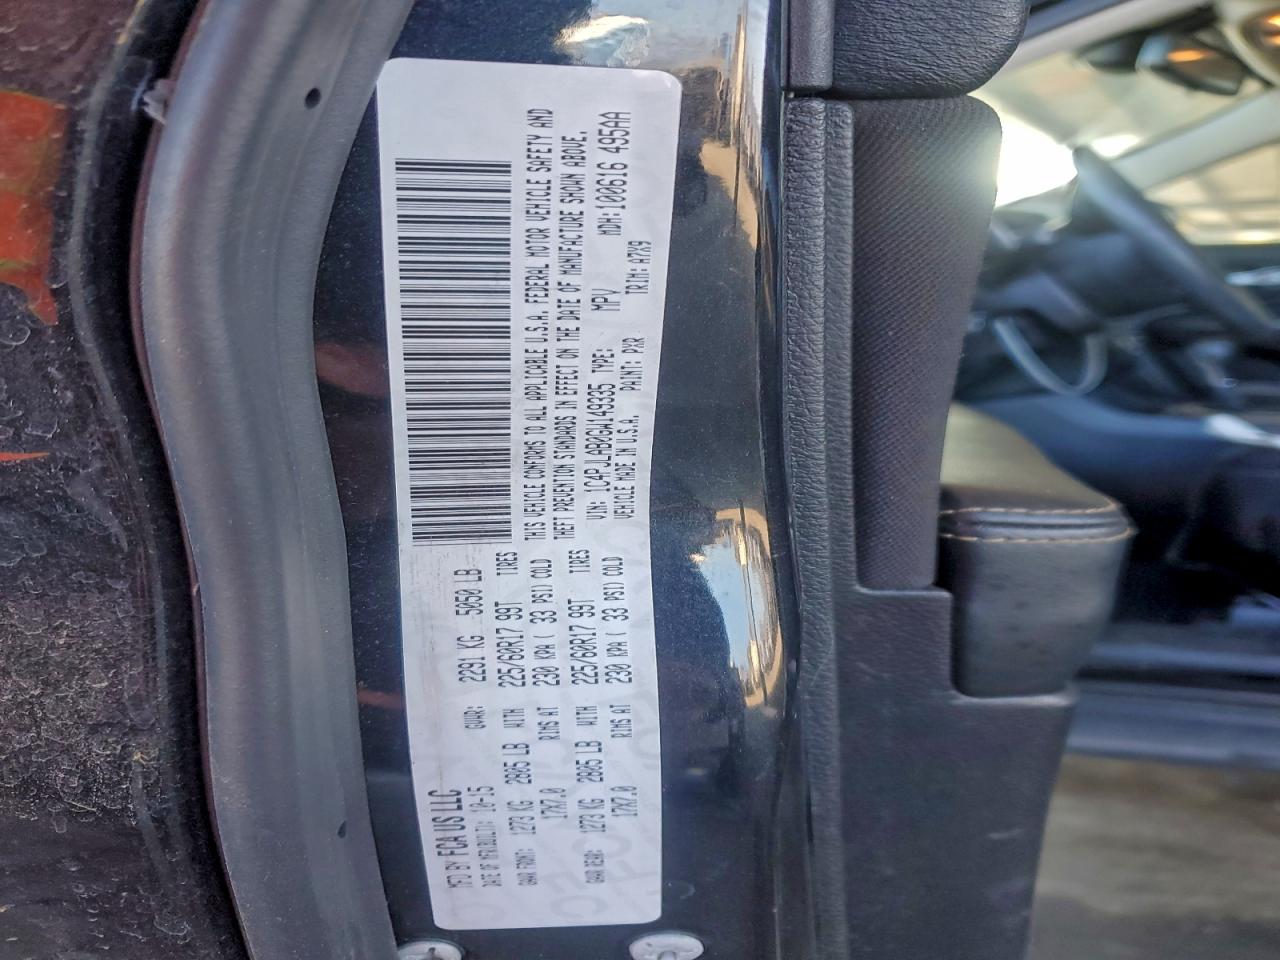 MFD BY FCA US LLC
DATE OF MFR(BUILT): 10-15 GVWR: 2291 KG 5050 LB
GAWR FRONT: 1273 KG 2805 LB WITH 225/60R17 99T TIRES
17X7.0 RIMS AT 230 KPA ( 33 PSI) COLD
GAWR REAR: 1273 KG 2805 LB WITH 225/60R17 99T TIRES
17X7.0 RIMS AT 230 KPA ( 33 PSI) COLD
THIS VEHICLE CONFORMS TO ALL APPLICABLE U.S.A. FEDERAL MOTOR VEHICLE SAFETY AND
THEFT PREVENTION STANDARDS IN EFFECT ON THE DATE OF MANUFACTURE SHOWN ABOVE.
VIN: 1C4PJLAB0GW149335 TYPE: MPV MDH:100616 495AA
VEHICLE MADE IN U.S.A. PAINT: PXR TRIM: A7X9